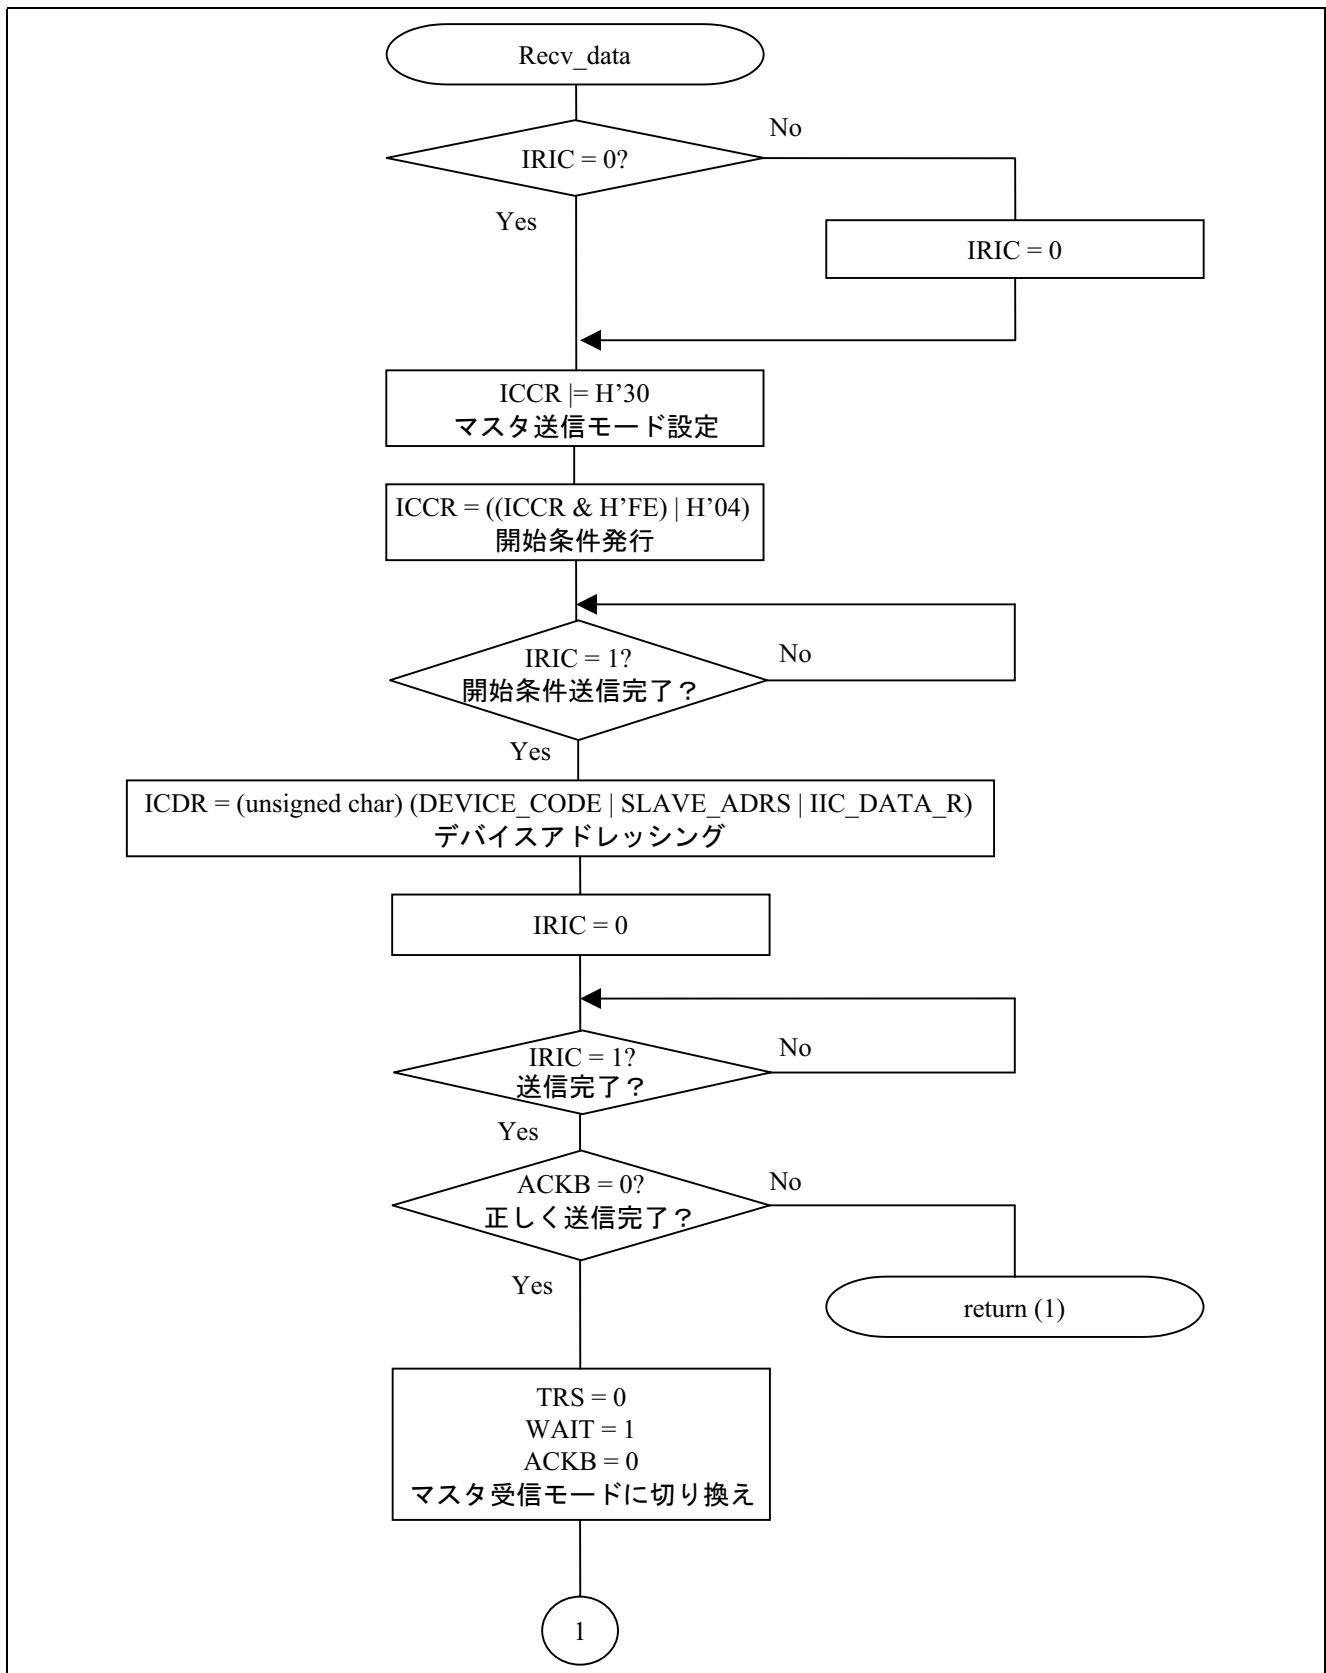 Recv_data
No
IRIC = 0?
Yes
IRIC = 0
ICCR |= H’30
マスタ送信モード設定
ICCR = ((ICCR & H’FE) | H’04)
開始条件発行
IRIC = 1?
No
開始条件送信完了？
Yes
ICDR = (unsigned char) (DEVICE_CODE | SLAVE_ADRS | IIC_DATA_R)
デバイスアドレッシング
IRIC = 0
IRIC = 1?
No
送信完了？
Yes
ACKB = 0?
No
正しく送信完了？
Yes
return (1)
TRS = 0
WAIT = 1
ACKB = 0
マスタ受信モードに切り換え
1